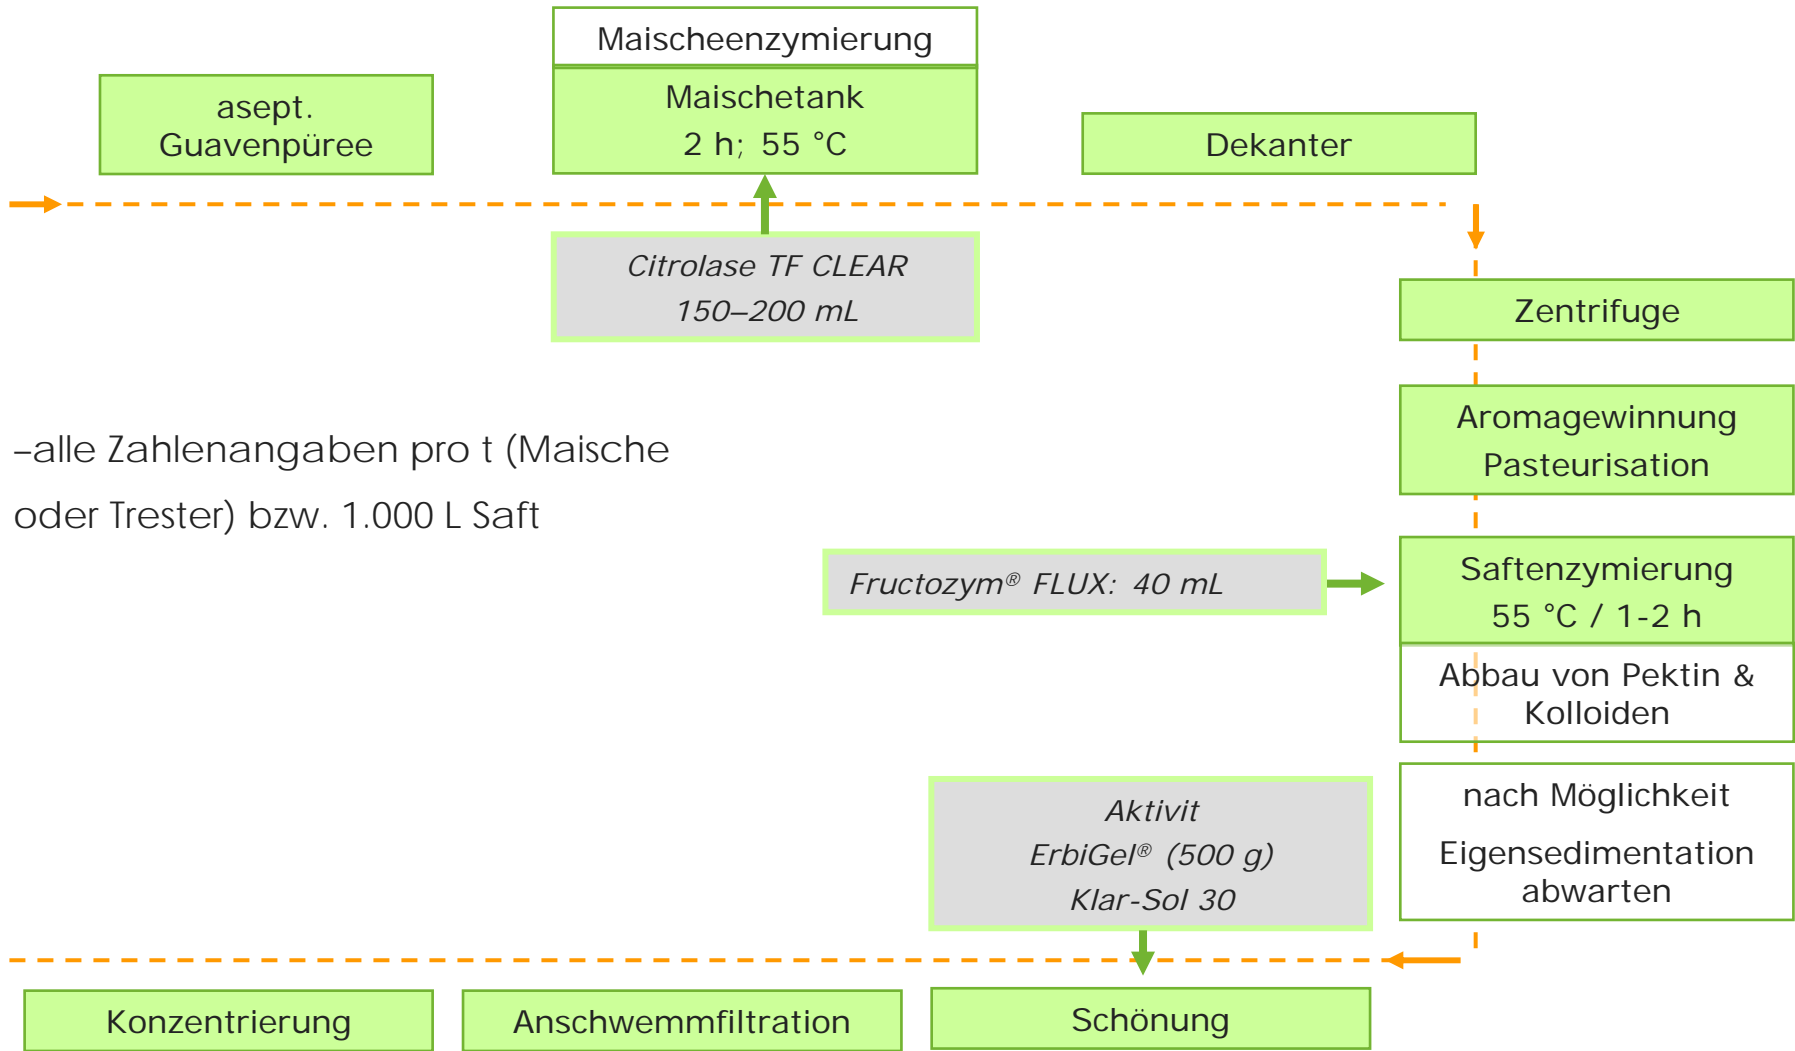 Maischeenzymierung
asept.
Guavenpüree
Maischetank
2 h; 55 °C
Dekanter
Citrolase TF CLEAR
150–200 mL
Zentrifuge
Aromagewinnung
Pasteurisation
–alle Zahlenangaben pro t (Maische
oder Trester) bzw. 1.000 L Saft
Fructozym® FLUX: 40 mL
Saftenzymierung
55 °C / 1-2 h
Abbau von Pektin &
Kolloiden
Aktivit
ErbiGel® (500 g)
Klar-Sol 30
nach Möglichkeit
Eigensedimentation
abwarten
Konzentrierung
Anschwemmfiltration
Schönung